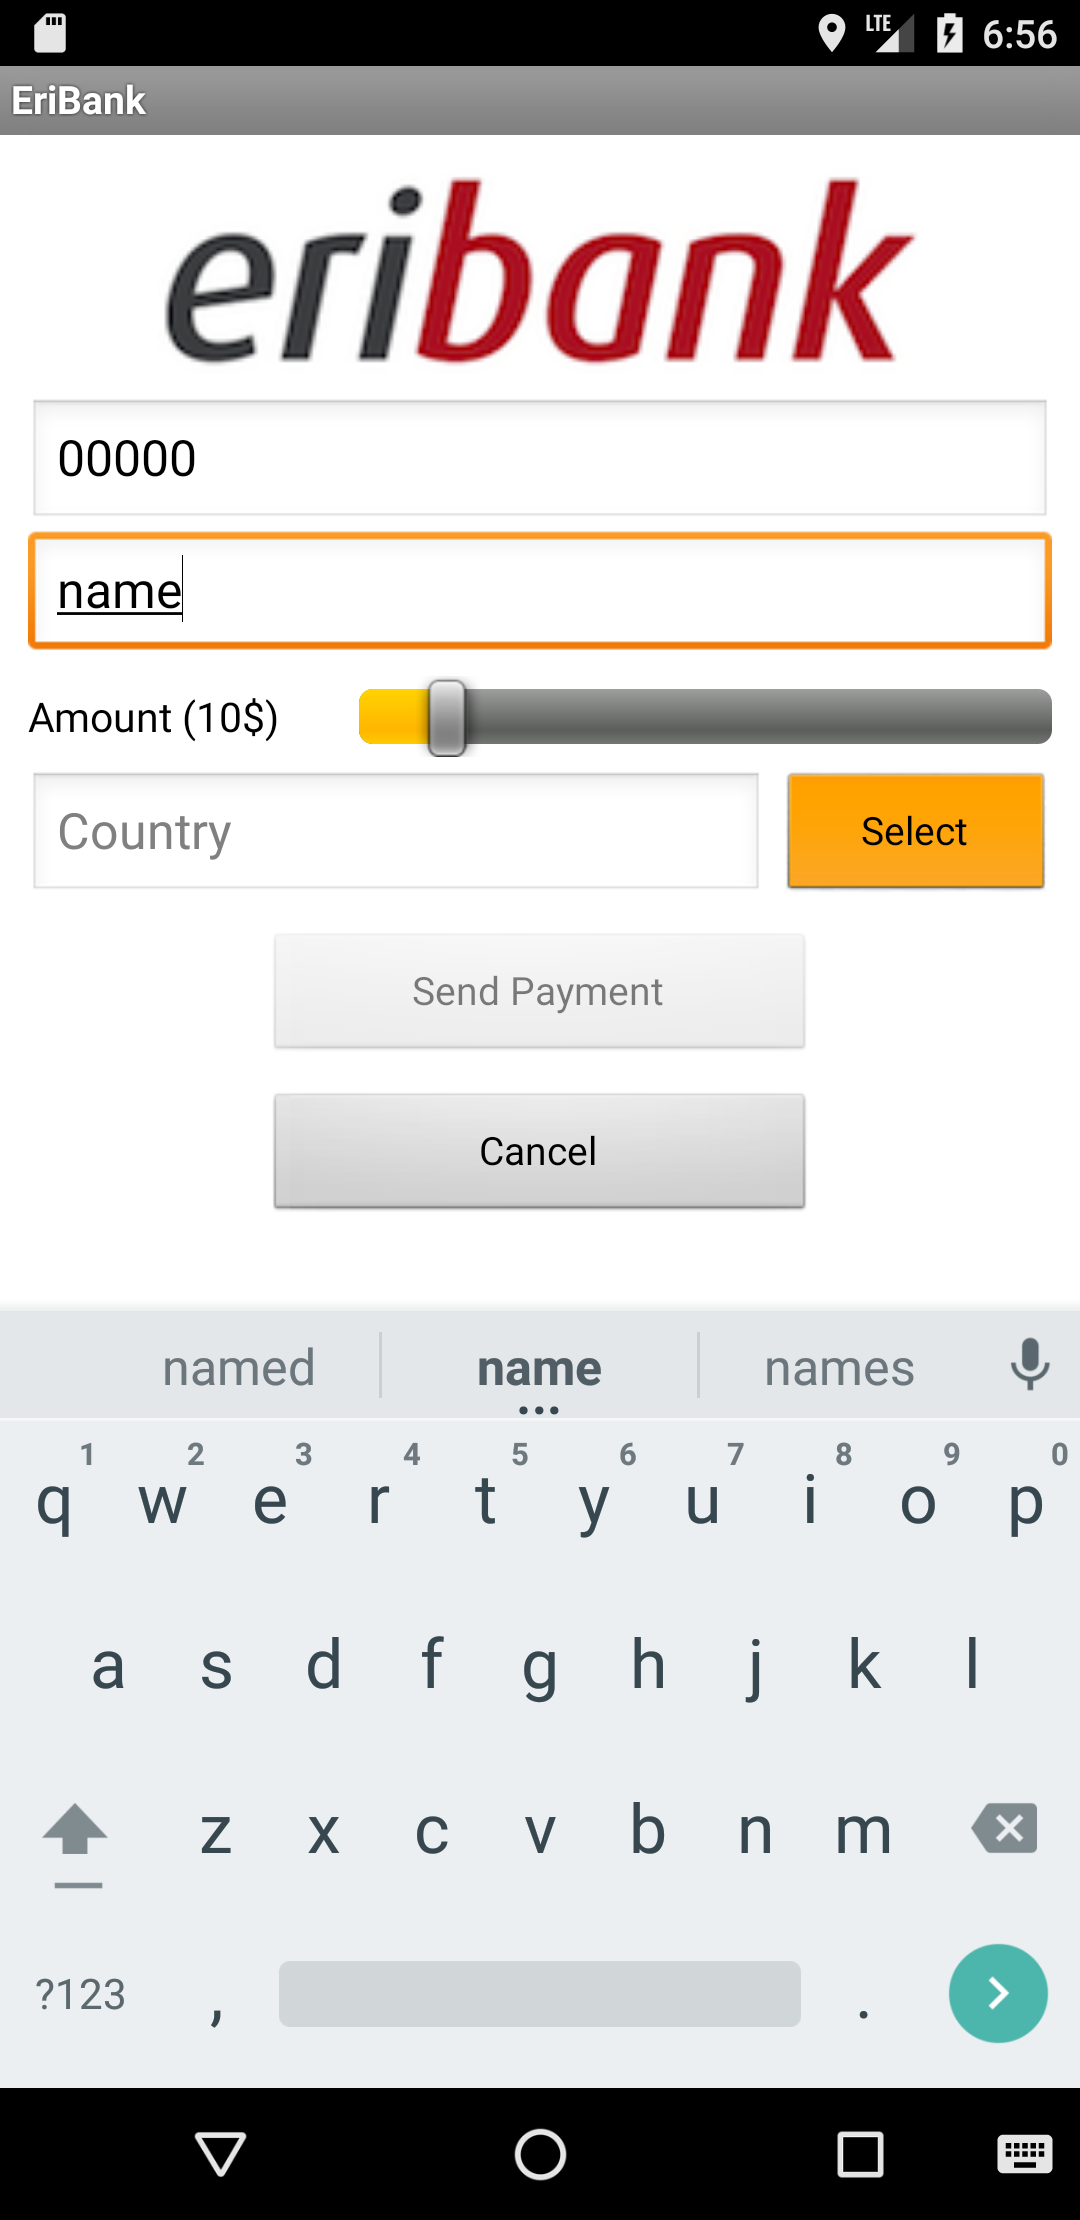 LTE 6:56
EriBank
eribank
00000
name
Amount (10$)
Country
Select
Send Payment
Cancel
named name names
1 2 3 4 5 6 7 8 9 0
q w e r t y u i o p
a s d f g h j k l
z x c v b n m
?123 , .